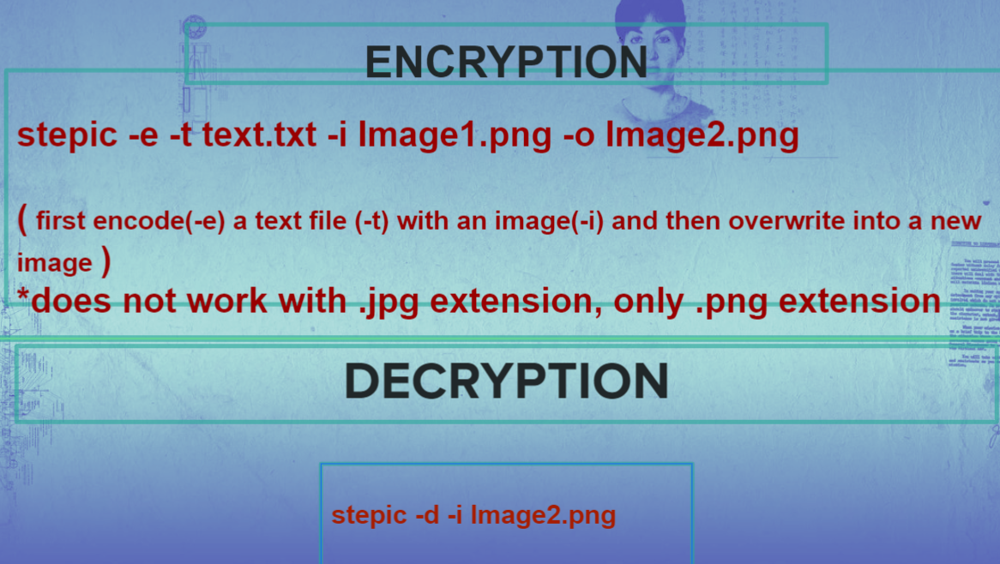 ENCRYPTION
stepic -e -t text.txt -i Image1.png -o Image2.png
( first encode(-e) a text file (-t) with an image(-i) and then overwrite into a new
image )
*does not work with .jpg extension, only .png extension
DECRYPTION
stepic -d -i Image2.png